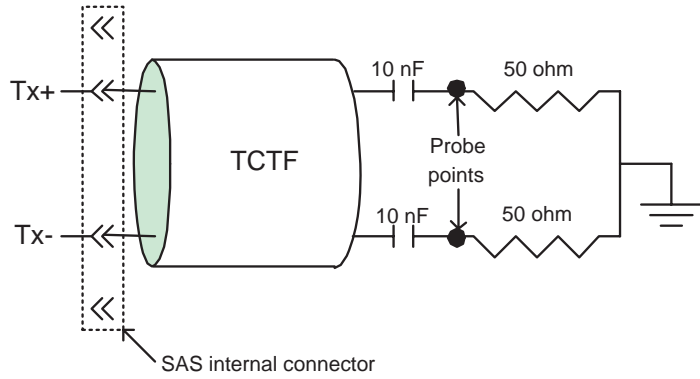 10 nF
50 ohm
Tx+
TCTF
Probe
points
10 nF
50 ohm
Tx-
SAS internal connector